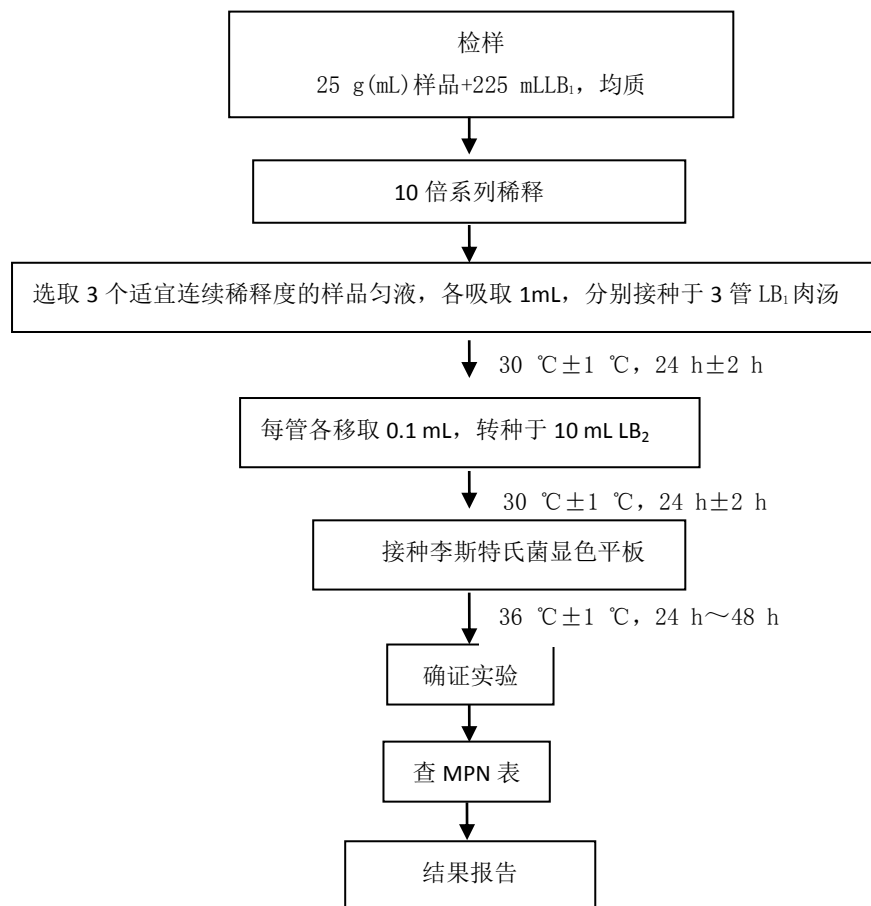 检样
25 g(mL)样品+225 mLLB₁，均质
10 倍系列稀释
选取 3 个适宜连续稀释度的样品匀液，各吸取 1mL，分别接种于 3 管 LB₁ 肉汤
30 ℃±1 ℃，24 h±2 h
每管各移取 0.1 mL，转种于 10 mL LB₂
30 ℃±1 ℃，24 h±2 h
接种李斯特氏菌显色平板
36 ℃±1 ℃，24 h～48 h
确证实验
查 MPN 表
结果报告